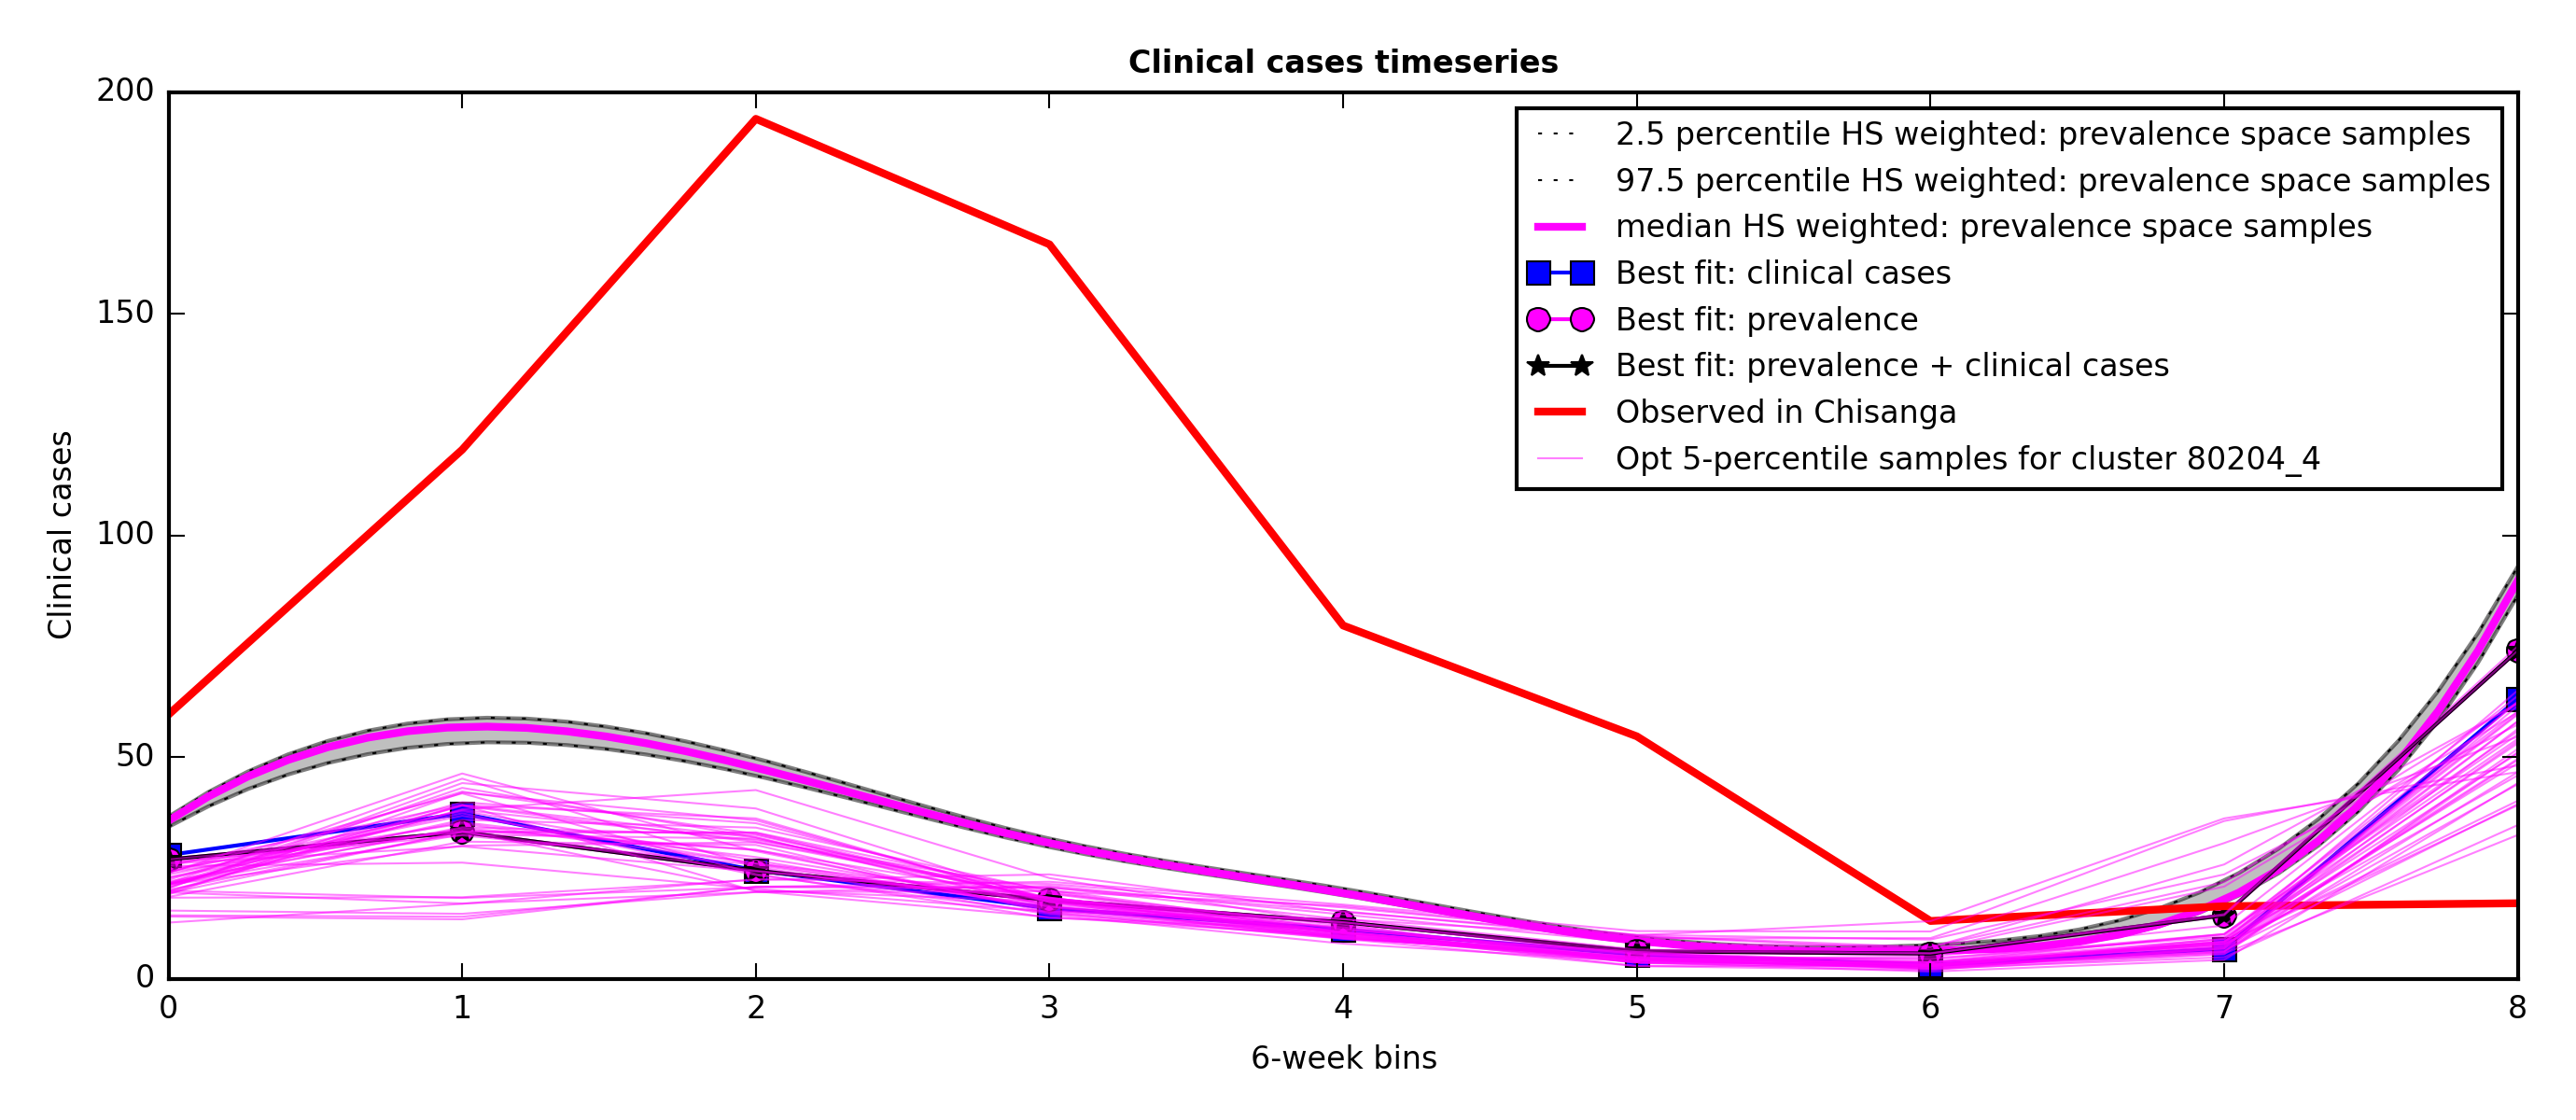 Clinical cases timeseries
200
150
100
50
0
Clinical cases
2.5 percentile HS weighted: prevalence space samples
97.5 percentile HS weighted: prevalence space samples
median HS weighted: prevalence space samples
Best fit: clinical cases
Best fit: prevalence
Best fit: prevalence + clinical cases
Observed in Chisanga
Opt 5-percentile samples for cluster 80204_4
0 1 2 3 4 5 6 7 8
6-week bins